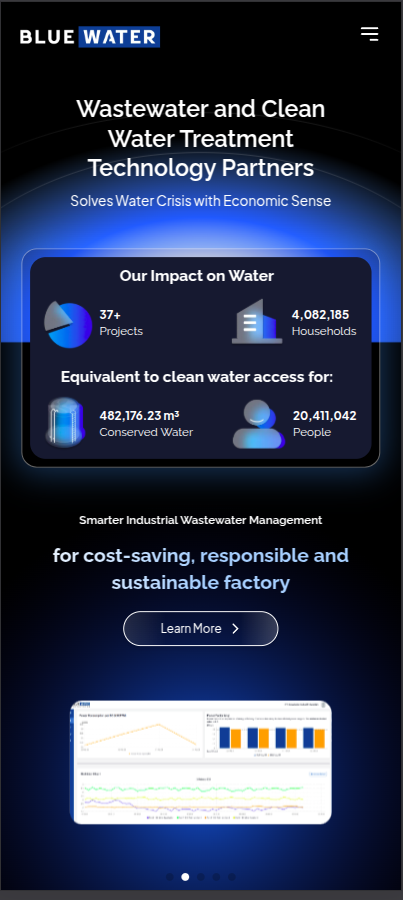 BLUE WATER
Wastewater and Clean
Water Treatment
Technology Partners
Solves Water Crisis with Economic Sense
Our Impact on Water
37+
Projects
4,082,185
Households
Equivalent to clean water access for:
482,176.23 m³
Conserved Water
20,411,042
People
Smarter Industrial Wastewater Management
for cost-saving, responsible and
sustainable factory
Learn More